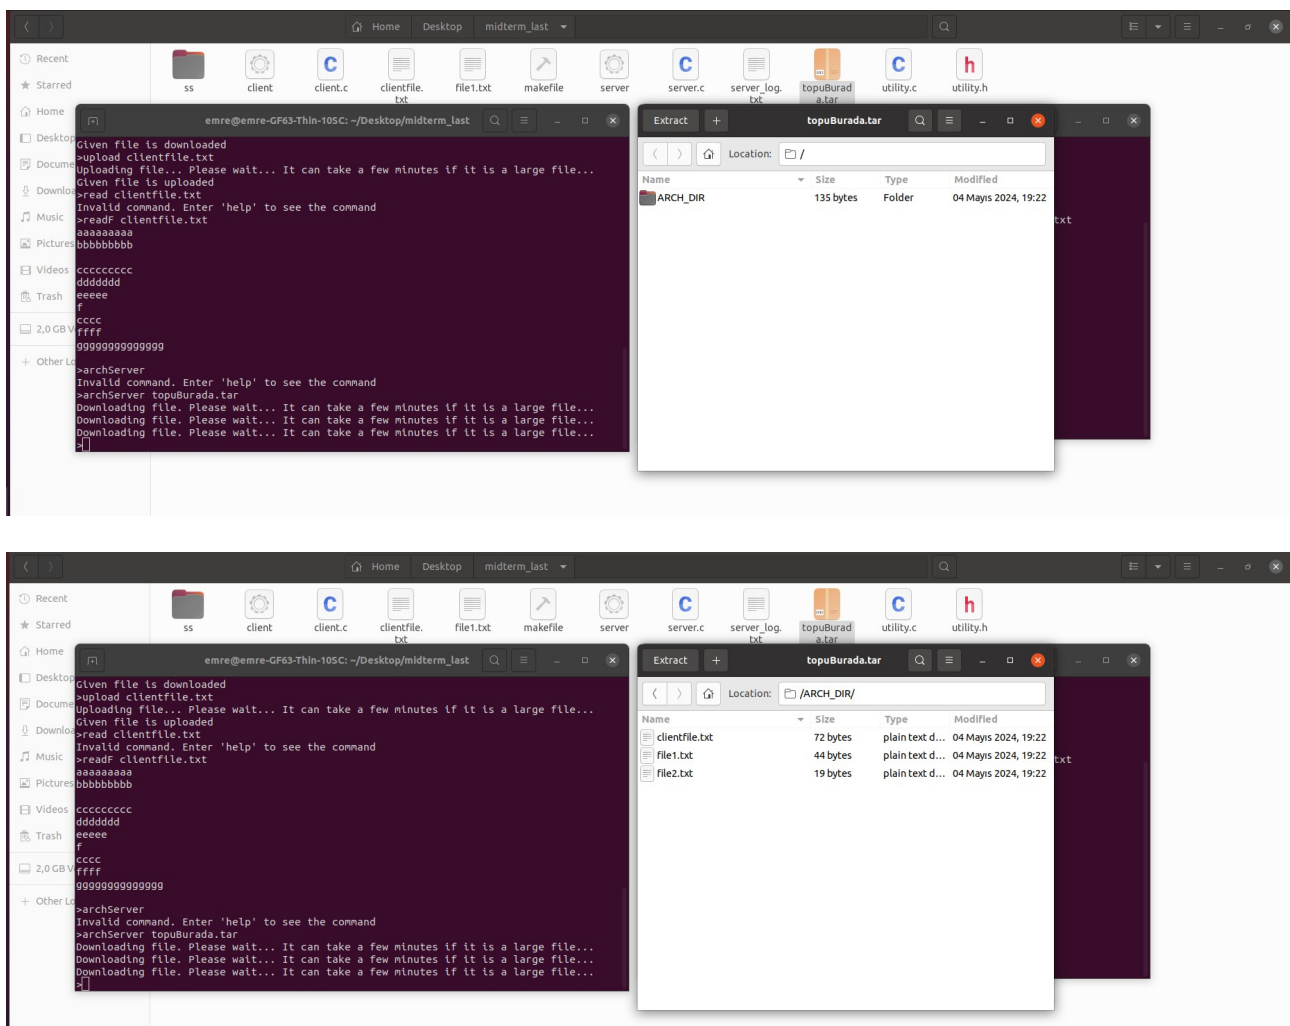 Home Desktop midterm_last
Recent
Starred
Home
Desktop
Docume
Downloa
Music
Pictures
Videos
Trash
2,0 GB V
+ Other Lo
ss
client
client.c
clientfile.
txt
file1.txt
makefile
server
server.c
server_log.
txt
topuBurad
a.tar
utility.c
utility.h
emre@emre-GF63-Thin-10SC: ~/Desktop/midterm_last
Given file is downloaded
>upload clientfile.txt
Uploading file... Please wait... It can take a few minutes if it is a large file...
Given file is uploaded
>read clientfile.txt
Invalid command. Enter 'help' to see the command
>readF clientfile.txt
aaaaaaaaa
bbbbbbbbb
ccccccccc
ddddddd
eeeee
f
cccc
ffff
gggggggggggggg
>archServer
Invalid command. Enter 'help' to see the command
>archServer topuBurada.tar
Downloading file. Please wait... It can take a few minutes if it is a large file...
Downloading file. Please wait... It can take a few minutes if it is a large file...
Downloading file. Please wait... It can take a few minutes if it is a large file...
>
Extract + topuBurada.tar
Location: /
Name Size Type Modified
ARCH_DIR 135 bytes Folder 04 Mayıs 2024, 19:22
txt
Home Desktop midterm_last
Recent
Starred
Home
Desktop
Docume
Downloa
Music
Pictures
Videos
Trash
2,0 GB V
+ Other Lo
ss
client
client.c
clientfile.
txt
file1.txt
makefile
server
server.c
server_log.
txt
topuBurad
a.tar
utility.c
utility.h
emre@emre-GF63-Thin-10SC: ~/Desktop/midterm_last
Given file is downloaded
>upload clientfile.txt
Uploading file... Please wait... It can take a few minutes if it is a large file...
Given file is uploaded
>read clientfile.txt
Invalid command. Enter 'help' to see the command
>readF clientfile.txt
aaaaaaaaa
bbbbbbbbb
ccccccccc
ddddddd
eeeee
f
cccc
ffff
gggggggggggggg
>archServer
Invalid command. Enter 'help' to see the command
>archServer topuBurada.tar
Downloading file. Please wait... It can take a few minutes if it is a large file...
Downloading file. Please wait... It can take a few minutes if it is a large file...
Downloading file. Please wait... It can take a few minutes if it is a large file...
>
Extract + topuBurada.tar
Location: /ARCH_DIR/
Name Size Type Modified
clientfile.txt 72 bytes plain text d... 04 Mayıs 2024, 19:22
file1.txt 44 bytes plain text d... 04 Mayıs 2024, 19:22
file2.txt 19 bytes plain text d... 04 Mayıs 2024, 19:22
txt